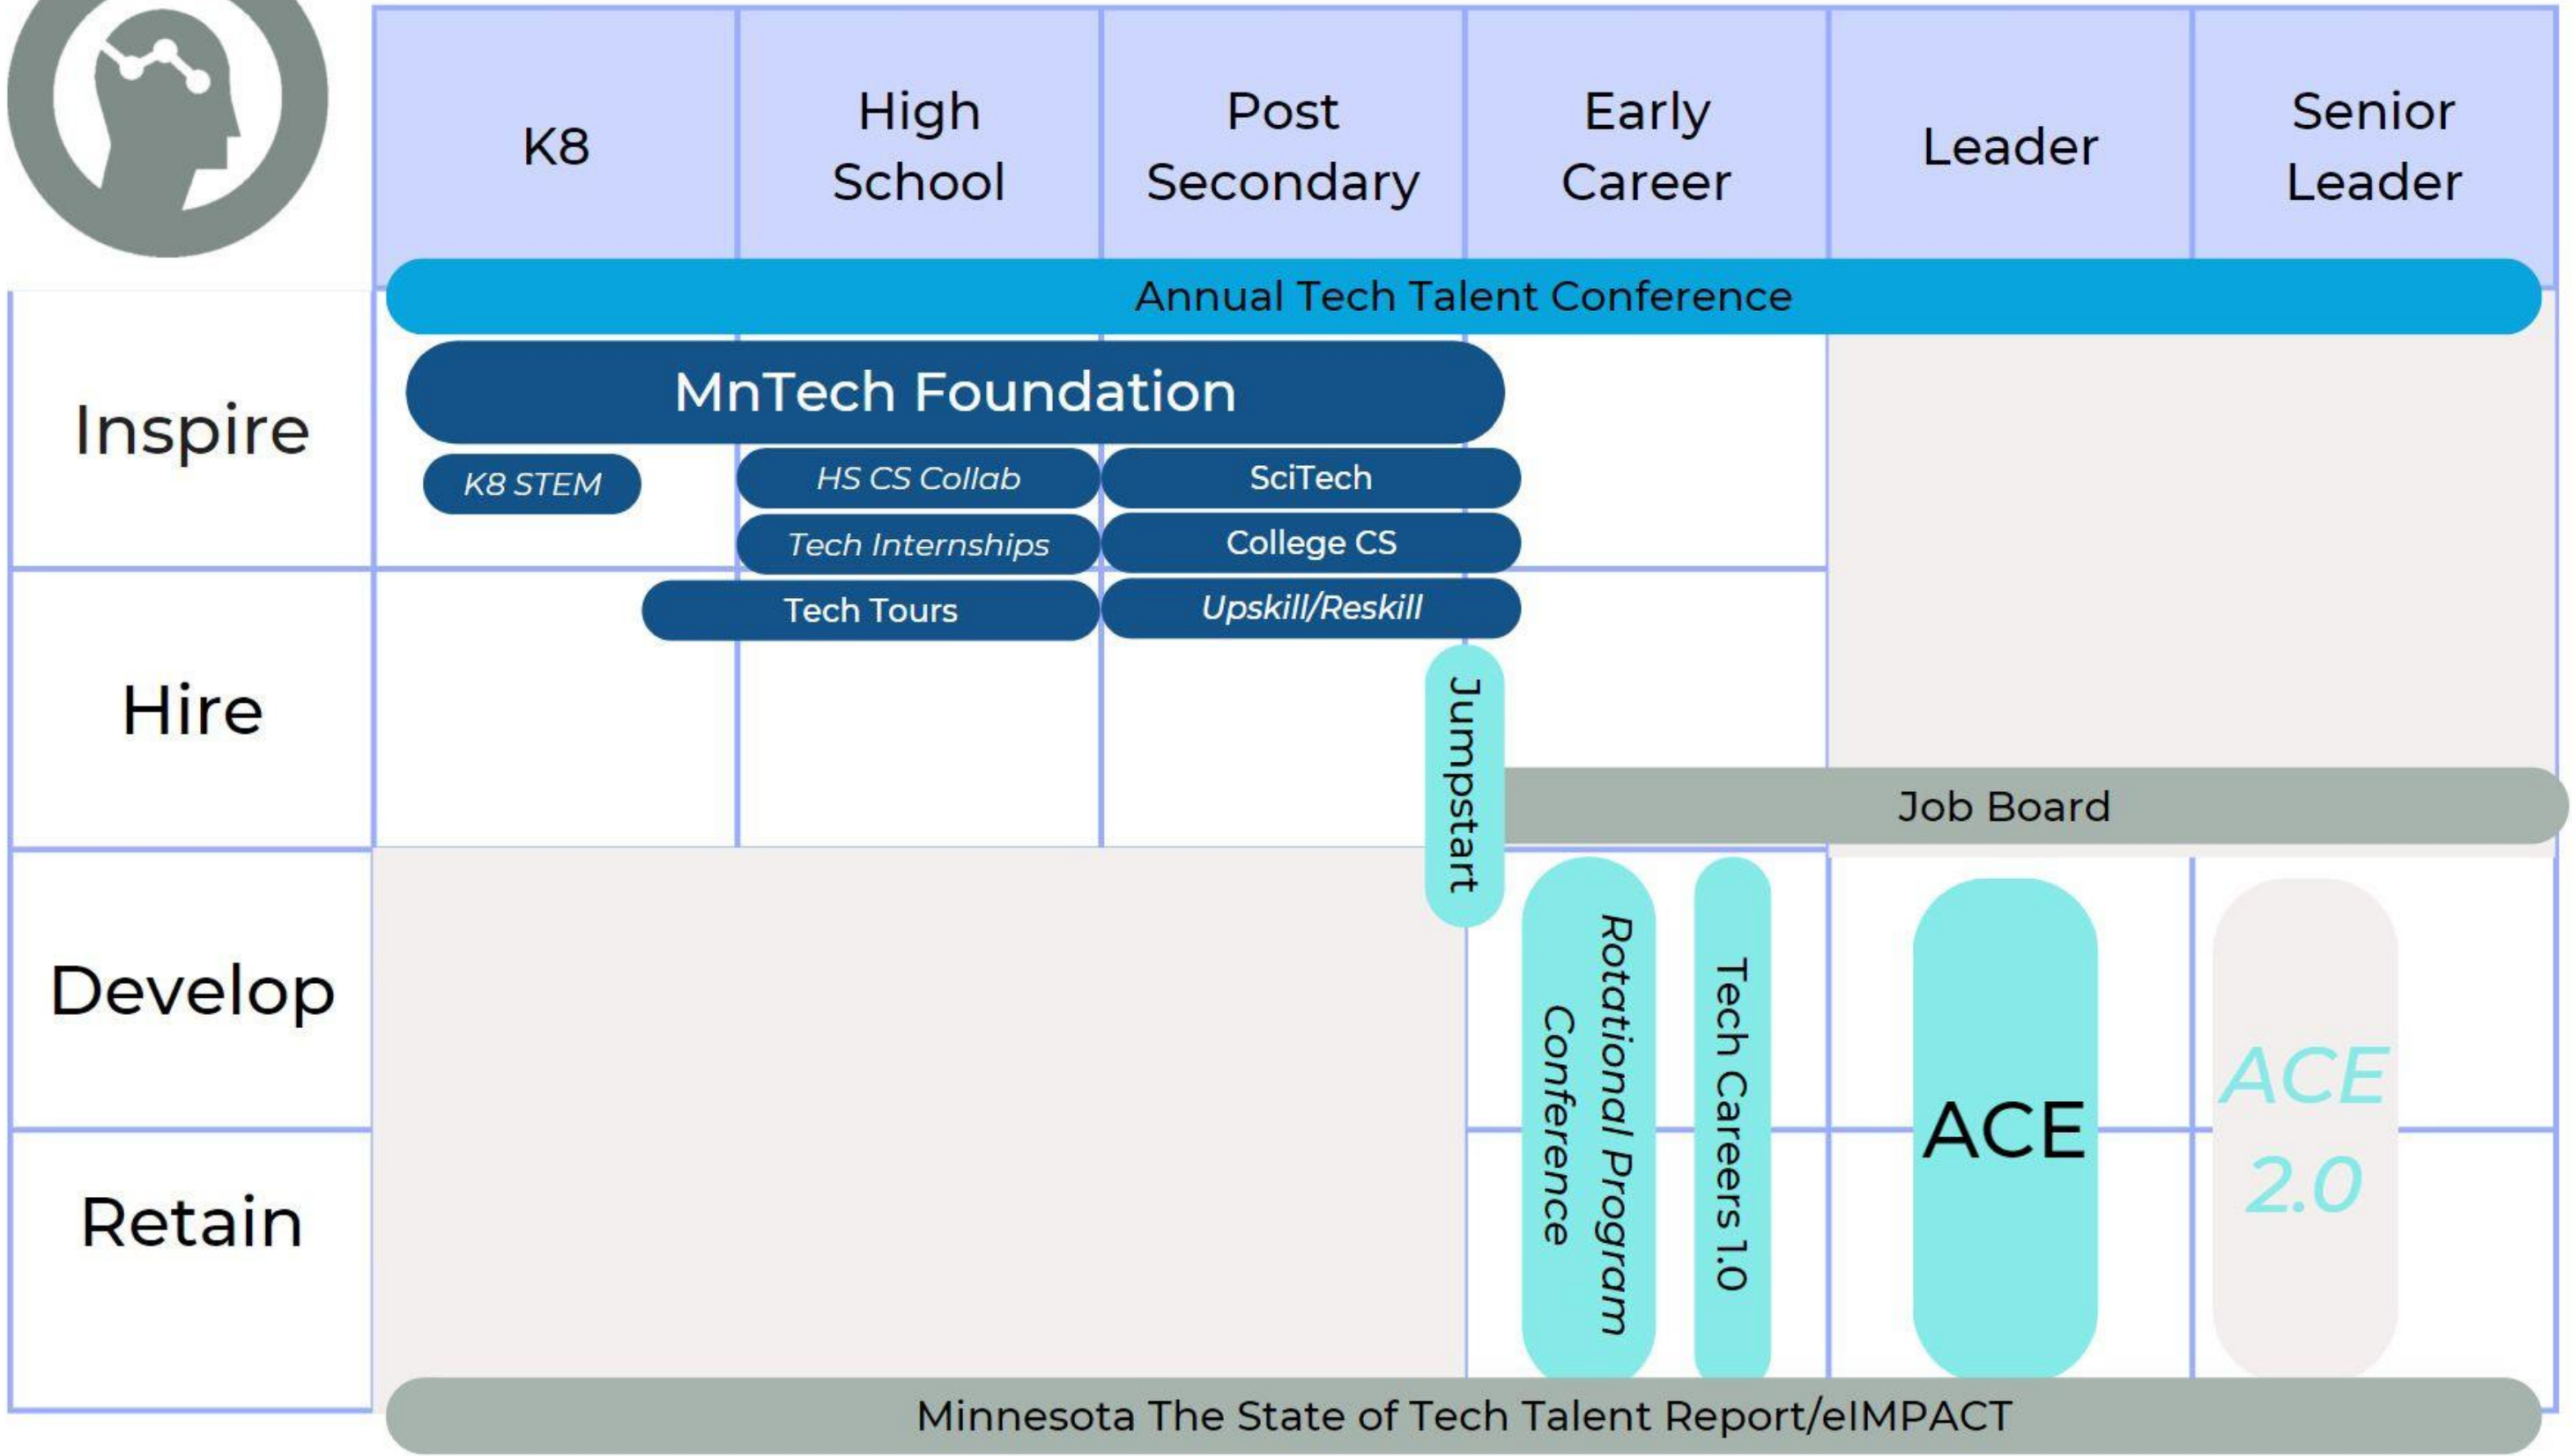 K8
High
School
Post
Secondary
Early
Career
Leader
Senior
Leader
Annual Tech Talent Conference
Inspire
MnTech Foundation
K8 STEM
HS CS Collab
SciTech
Tech Internships
College CS
Tech Tours
Upskill/Reskill
Hire
Jumpstart
Job Board
Develop
Rotational Program
Conference
Tech Careers 1.0
ACE
ACE
2.0
Retain
Minnesota The State of Tech Talent Report/eIMPACT